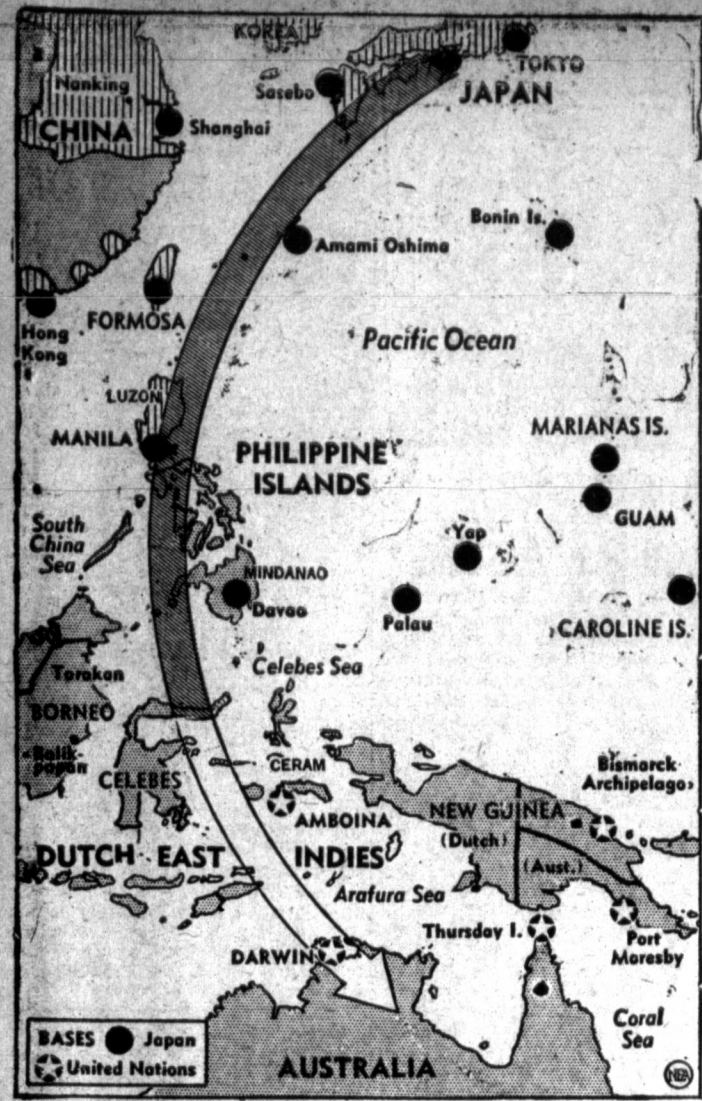 KOREA
TOKYO
Nanking
Sasebo
JAPAN
CHINA
Shanghai
Bonin Is.
Amami Oshima
Hong
Kong
FORMOSA
Pacific Ocean
LUZON
MANILA
MARIANAS IS.
PHILIPPINE
ISLANDS
GUAM
South
China
Sea
Yap
MINDANAO
Davao
Palau
CAROLINE IS.
Celebes Sea
Tarakan
BORNEO
Balik-
papan
CELEBES
CERAM
Bismarck
Archipelago
AMBOINA
NEW GUINEA
(Dutch)
(Aust.)
DUTCH EAST INDIES
Arafura Sea
Thursday I.
Port
Moresby
DARWIN
Coral
Sea
BASES Japan
United Nations
AUSTRALIA
NEA